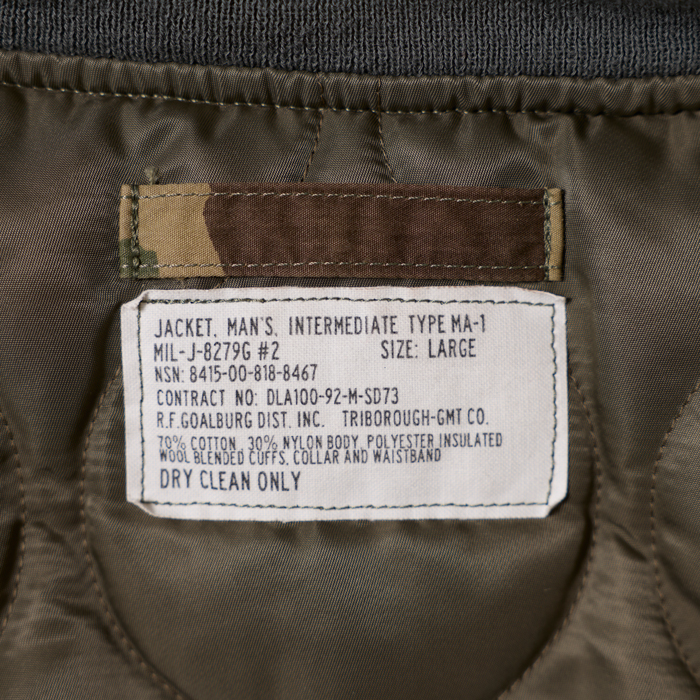 JACKET, MAN'S, INTERMEDIATE TYPE MA-1
MIL-J-8279G #2 SIZE: LARGE
NSN: 8415-00-818-8467
CONTRACT NO: DLA100-92-M-SD73
R.F.GOALBURG DIST. INC. TRIBOROUGH-GMT CO.
70% COTTON, 30% NYLON BODY, POLYESTER INSULATED
WOOL BLENDED CUFFS, COLLAR AND WAISTBAND
DRY CLEAN ONLY